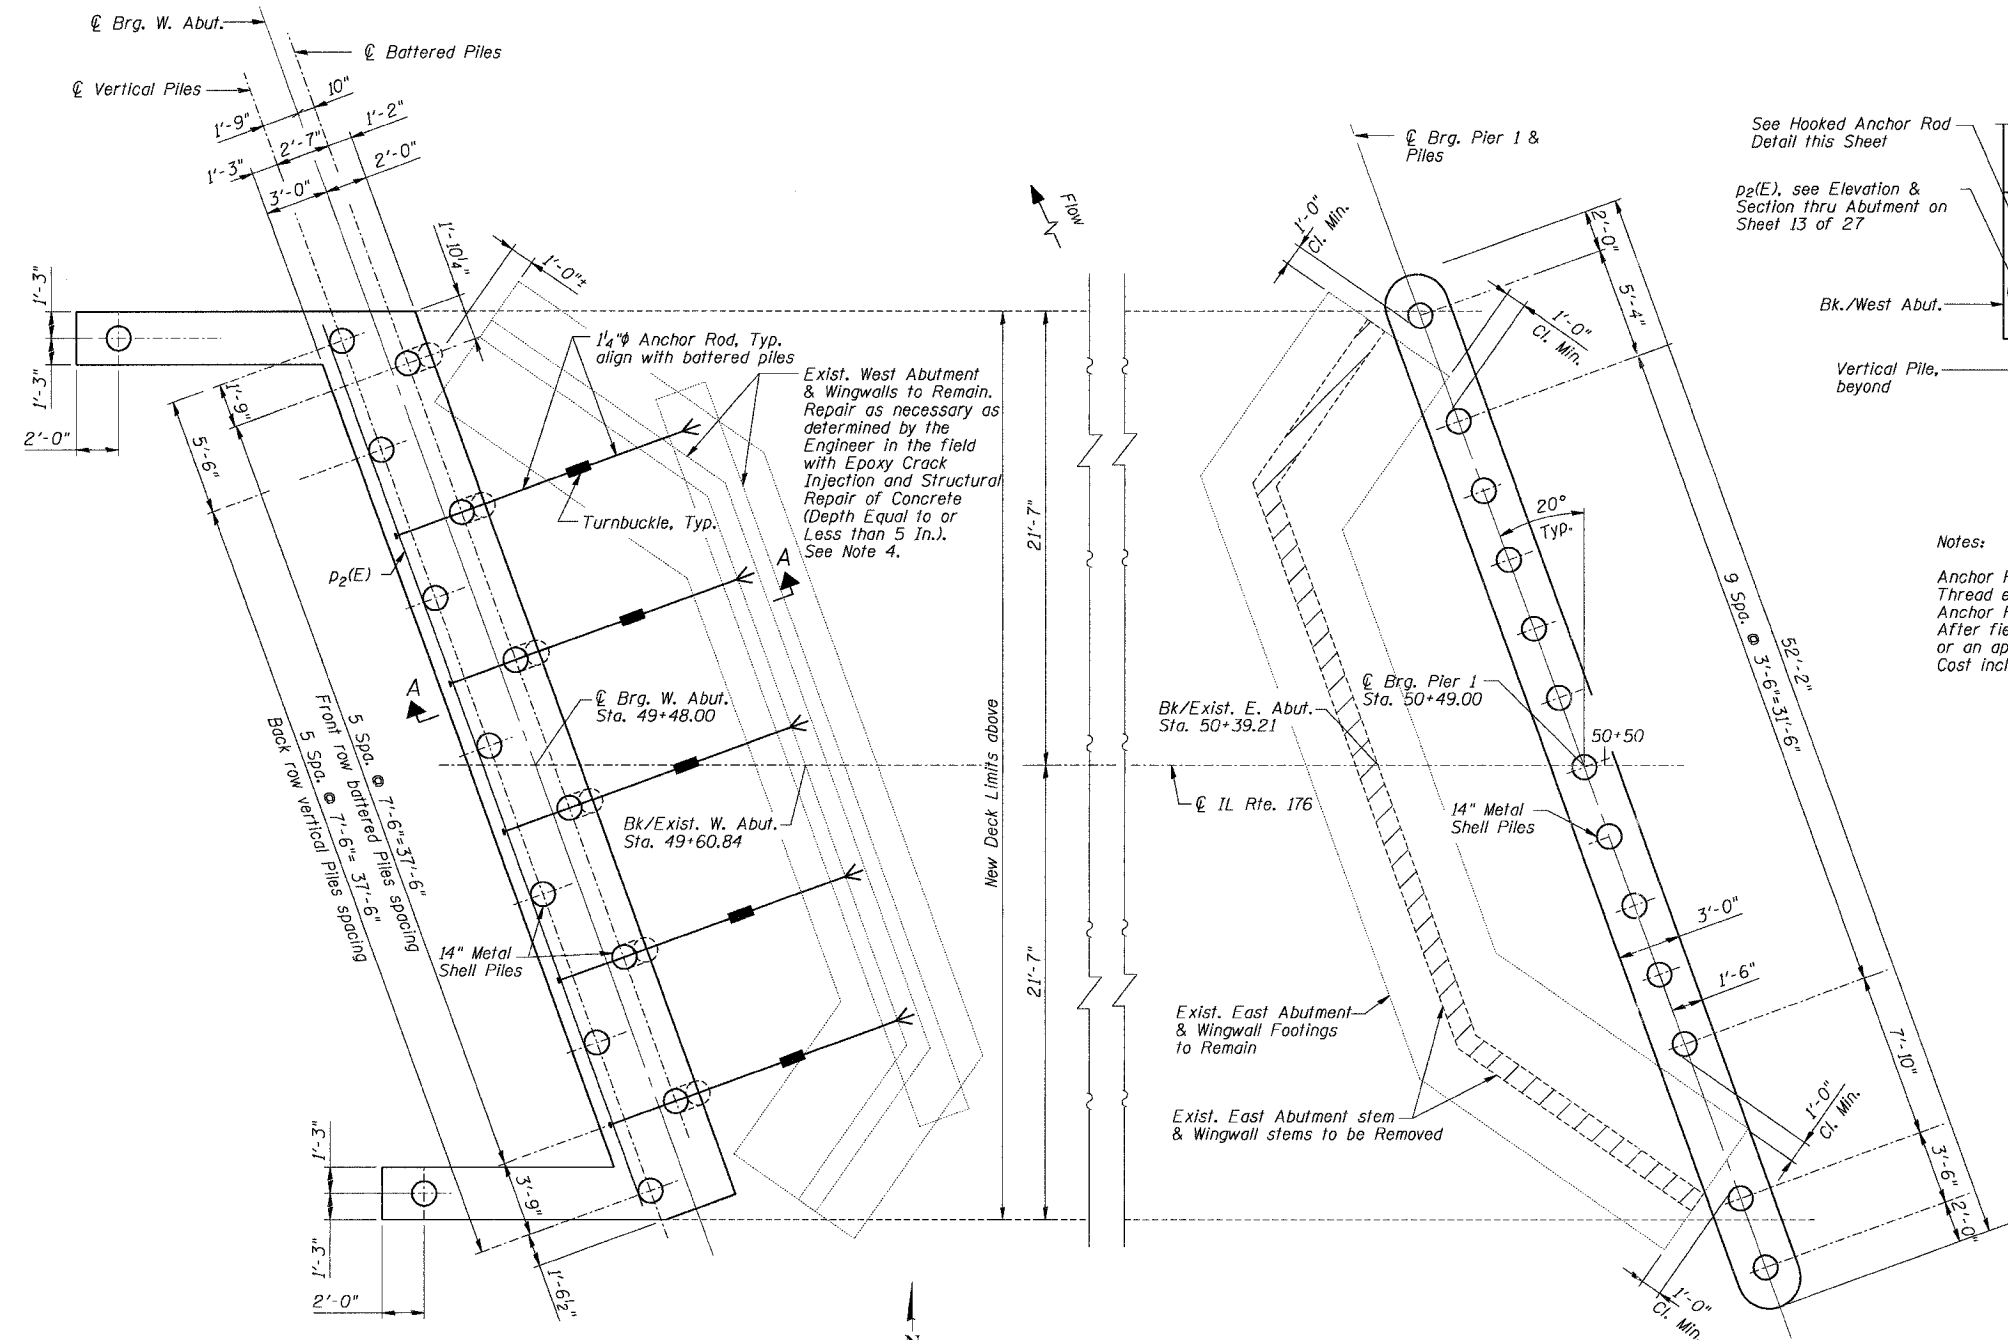 ℄ Brg. W. Abut.
℄ Battered Piles
℄ Vertical Piles
10"
1'-9"
1'-2"
2'-7"
1'-3"
2'-0"
3'-0"
1'-10¼"
1'-0"±
1'-3"
1'-3"
2'-0"
1'-9"
5'-6"
1¼"ϕ Anchor Rod, Typ.
align with battered piles
Exist. West Abutment
& Wingwalls to Remain.
Repair as necessary as
determined by the
Engineer in the field
with Epoxy Crack
Injection and Structural
Repair of Concrete
(Depth Equal to or
Less than 5 In.).
See Note 4.
Turnbuckle, Typ.
p2(E)
A
A
℄ Brg. W. Abut.
Sta. 49+48.00
Bk/Exist. W. Abut.
Sta. 49+60.84
5 Spa. @ 7'-6"=37'-6"
Front row battered Piles spacing
5 Spa. @ 7'-6"= 37'-6"
Back row vertical Piles spacing
14" Metal
Shell Piles
1'-3"
1'-3"
2'-0"
3'-9"
1'-6½"
N
Flow
21'-7"
21'-7"
New Deck Limits above
℄ Brg. Pier 1 &
Piles
1'-0"
Cl. Min.
2'-0"
5'-4"
1'-0"
Cl. Min.
20°
Typ.
9 Spa. @ 3'-6"=31'-6"
52'-2"
℄ Brg. Pier 1
Sta. 50+49.00
Bk/Exist. E. Abut.
Sta. 50+39.21
50+50
℄ IL Rte. 176
14" Metal
Shell Piles
3'-0"
1'-6"
7'-10"
Exist. East Abutment
& Wingwall Footings
to Remain
Exist. East Abutment stem
& Wingwall stems to be Removed
1'-0"
Cl. Min.
3'-6"
2'-0"
1'-0"
Cl. Min.
See Hooked Anchor Rod
Detail this Sheet
p2(E), see Elevation &
Section thru Abutment on
Sheet 13 of 27
Bk./West Abut.
Vertical Pile,
beyond
Notes:
Anchor
Thread
Anchor
After
or an
Cost